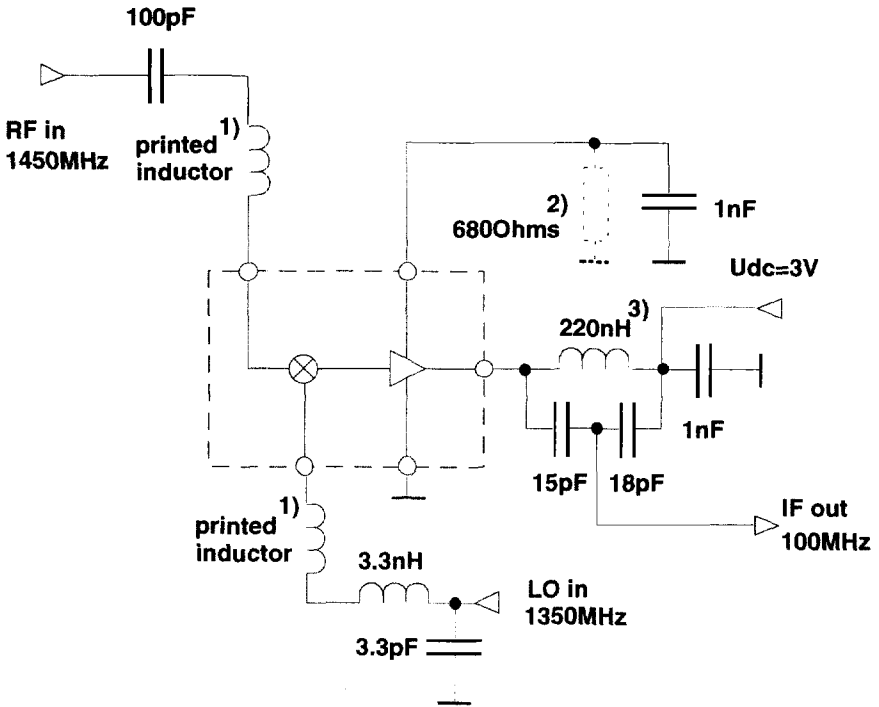 100pF
RF in
1450MHz
1)
printed
inductor
2)
680Ohms
1nF
Udc=3V
3)
220nH
1nF
15pF
18pF
IF out
100MHz
1)
printed
inductor
3.3nH
LO in
1350MHz
3.3pF